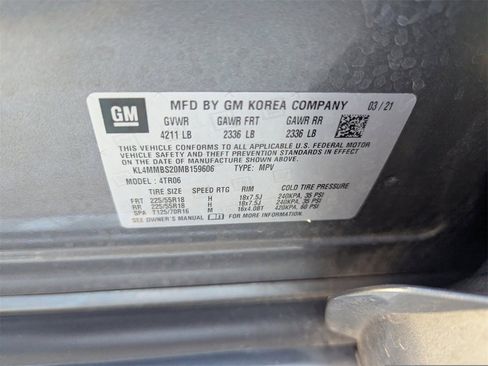 GM
MFD BY GM KOREA COMPANY 03/21
GVWR GAWR FRT GAWR RR
4211 LB 2336 LB 2336 LB
THIS VEHICLE CONFORMS TO ALL APPLICABLE U.S. FEDERAL MOTOR
VEHICLE SAFETY AND THEFT PREVENTION STANDARDS IN EFFECT
ON THE DATE OF MANUFACTURE SHOWN ABOVE.
KL4MMBS20MB159606 TYPE: MPV
MODEL: 4TR06
TIRE SIZE SPEED RTG RIM COLD TIRE PRESSURE
FRT 225/55R18 H 18x7.5J 240KPA, 35 PSI
RR 225/55R18 H 18x7.5J 240KPA, 35 PSI
SPA T125/70R16 M 16x4.0BT 420KPA, 60 PSI
SEE OWNER'S MANUAL FOR MORE INFORMATION.